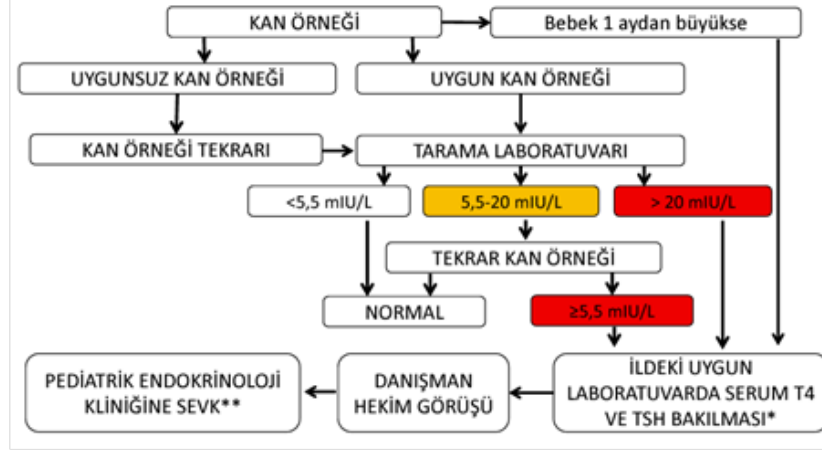 KAN ÖRNEĞİ
Bebek 1 aydan büyükse
UYGUNSUZ KAN ÖRNEĞİ
UYGUN KAN ÖRNEĞİ
KAN ÖRNEĞİ TEKRARI
TARAMA LABORATUVARI
<5,5 mIU/L
5,5-20 mIU/L
> 20 mIU/L
TEKRAR KAN ÖRNEĞİ
NORMAL
≥5,5 mIU/L
PEDİATRİK ENDOKRİNOLOJİ
KLİNİĞİNE SEVK**
DANIŞMAN
HEKİM GÖRÜŞÜ
İLDEKİ UYGUN
LABORATUVARDA SERUM T4
VE TSH BAKILMASI*